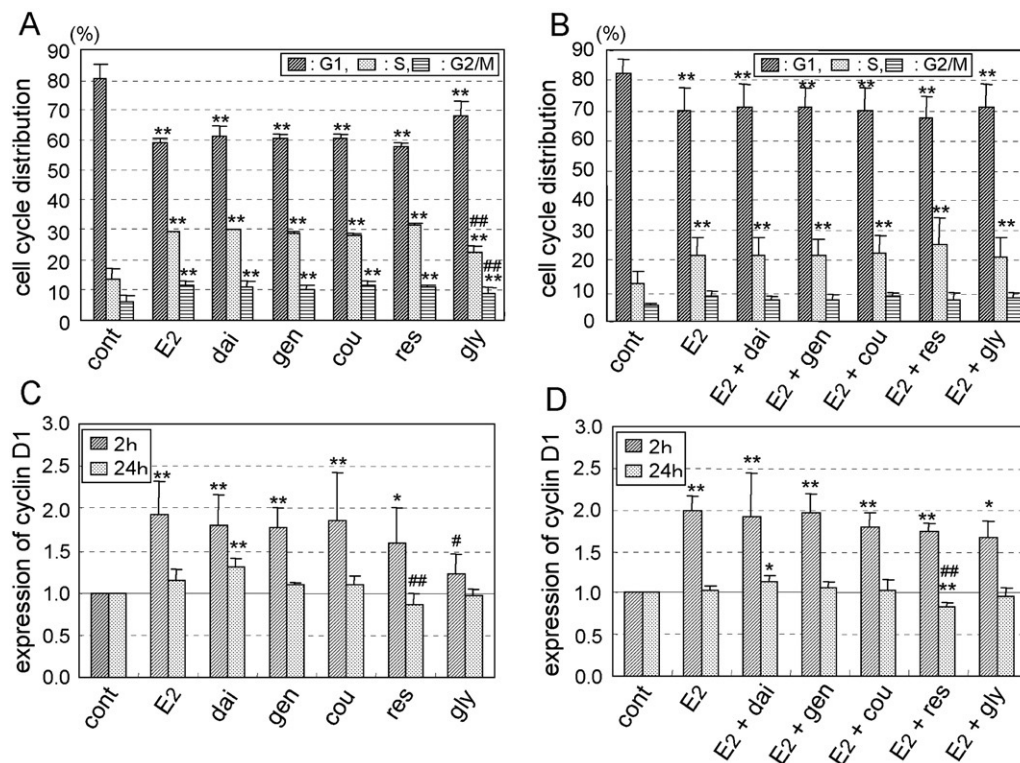 A
(%)
: G1, : S, : G2/M
90
80
70
60
50
40
30
20
10
0
cell cycle distribution
** ** ** ** ** **
** ** ** ** ** ## **
** ** ** ** ** ## **
cont E2 dai gen cou res gly
B
(%)
: G1, : S, : G2/M
90
80
70
60
50
40
30
20
10
0
cell cycle distribution
** ** ** ** ** **
** ** ** ** ** **
cont E2 E2 + dai E2 + gen E2 + cou E2 + res E2 + gly
C
2h
24h
3.0
2.5
2.0
1.5
1.0
0.5
0.0
expression of cyclin D1
** ** ** ** * #
** ##
cont E2 dai gen cou res gly
D
2h
24h
3.0
2.5
2.0
1.5
1.0
0.5
0.0
expression of cyclin D1
** ** ** ** ** *
* ## **
cont E2 E2 + dai E2 + gen E2 + cou E2 + res E2 + gly